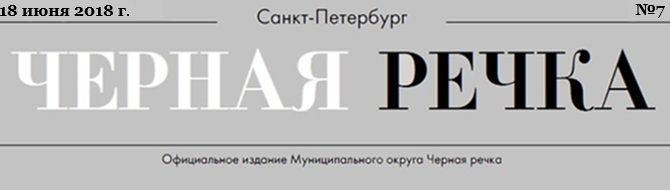 18 июня 2018 г.
Санкт-Петербург
№7
ЧЕРНАЯ РЕЧКА
Официальное издание Муниципального округа Черная речка